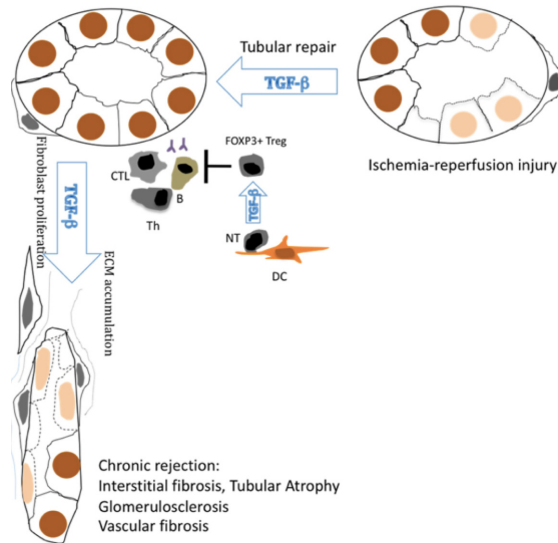 Tubular repair
TGF-β
Ischemia-reperfusion injury
FOXP3+ Treg
CTL
B
Th
TGF-β
NT
DC
Fibroblast proliferation
TGF-β
ECM accumulation
Chronic rejection:
Interstitial fibrosis, Tubular Atrophy
Glomerulosclerosis
Vascular fibrosis